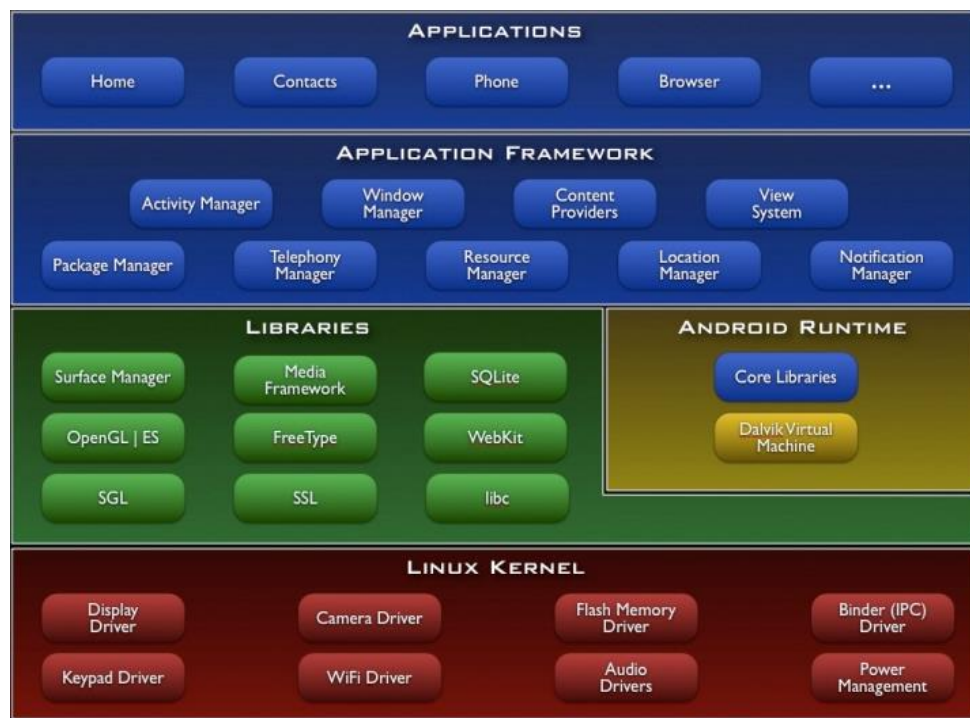 APPLICATIONS
Home
Contacts
Phone
Browser
...
APPLICATION FRAMEWORK
Activity Manager
Window
Manager
Content
Providers
View
System
Package Manager
Telephony
Manager
Resource
Manager
Location
Manager
Notification
Manager
LIBRARIES
Surface Manager
Media
Framework
SQLite
OpenGL | ES
FreeType
WebKit
SGL
SSL
libc
ANDROID RUNTIME
Core Libraries
Dalvik Virtual
Machine
LINUX KERNEL
Display
Driver
Camera Driver
Flash Memory
Driver
Binder (IPC)
Driver
Keypad Driver
WiFi Driver
Audio
Drivers
Power
Management